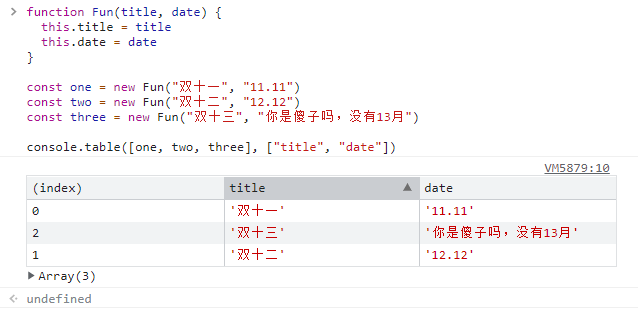 function Fun(title, date) {
this.title = title
this.date = date
}
const one = new Fun("双十一", "11.11")
const two = new Fun("双十二", "12.12")
const three = new Fun("双十三", "你是傻子吗，没有13月")
console.table([one, two, three], ["title", "date"])
VM5879:10
(index) title date
0 '双十一' '11.11'
2 '双十三' '你是傻子吗，没有13月'
1 '双十二' '12.12'
Array(3)
undefined